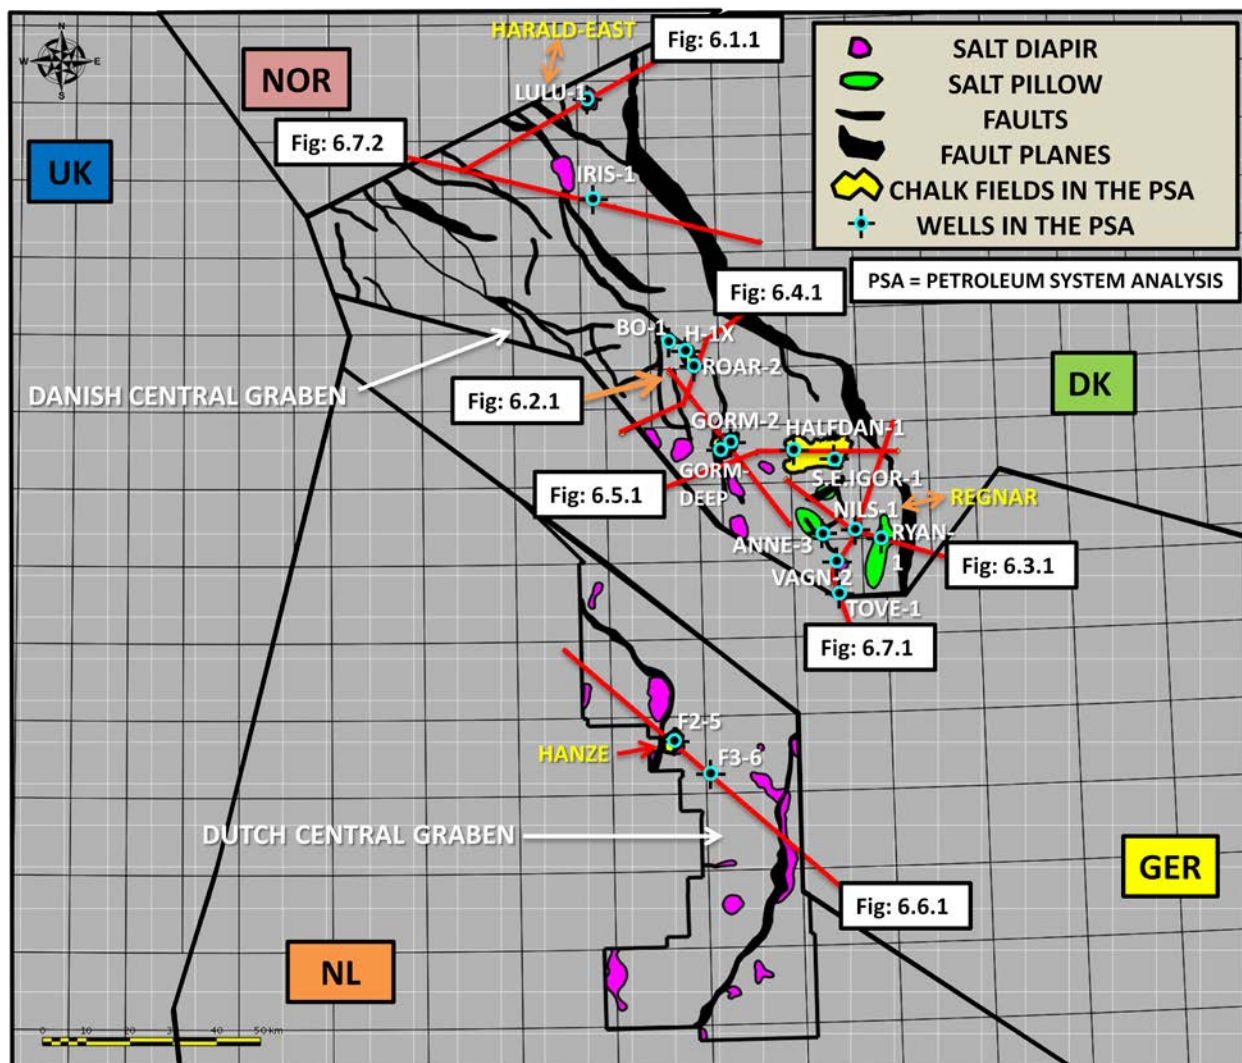 HARALD-EAST
Fig: 6.1.1
N
W E
S
NOR
LULU-1
SALT DIAPIR
SALT PILLOW
FAULTS
FAULT PLANES
CHALK FIELDS IN THE PSA
WELLS IN THE PSA
Fig: 6.7.2
UK
IRIS-1
PSA = PETROLEUM SYSTEM ANALYSIS
Fig: 6.4.1
BO-1
H-1X
ROAR-2
DK
DANISH CENTRAL GRABEN
Fig: 6.2.1
GORM-2
HALFDAN-1
GORM-
DEEP
S.E.IGOR-1
Fig: 6.5.1
NILS-1
REGNAR
ANNE-3
RYAN-
1
VAGN-2
Fig: 6.3.1
TOVE-1
Fig: 6.7.1
F2-5
HANZE
F3-6
DUTCH CENTRAL GRABEN
GER
Fig: 6.6.1
NL
0 10 20 30 40 50 km